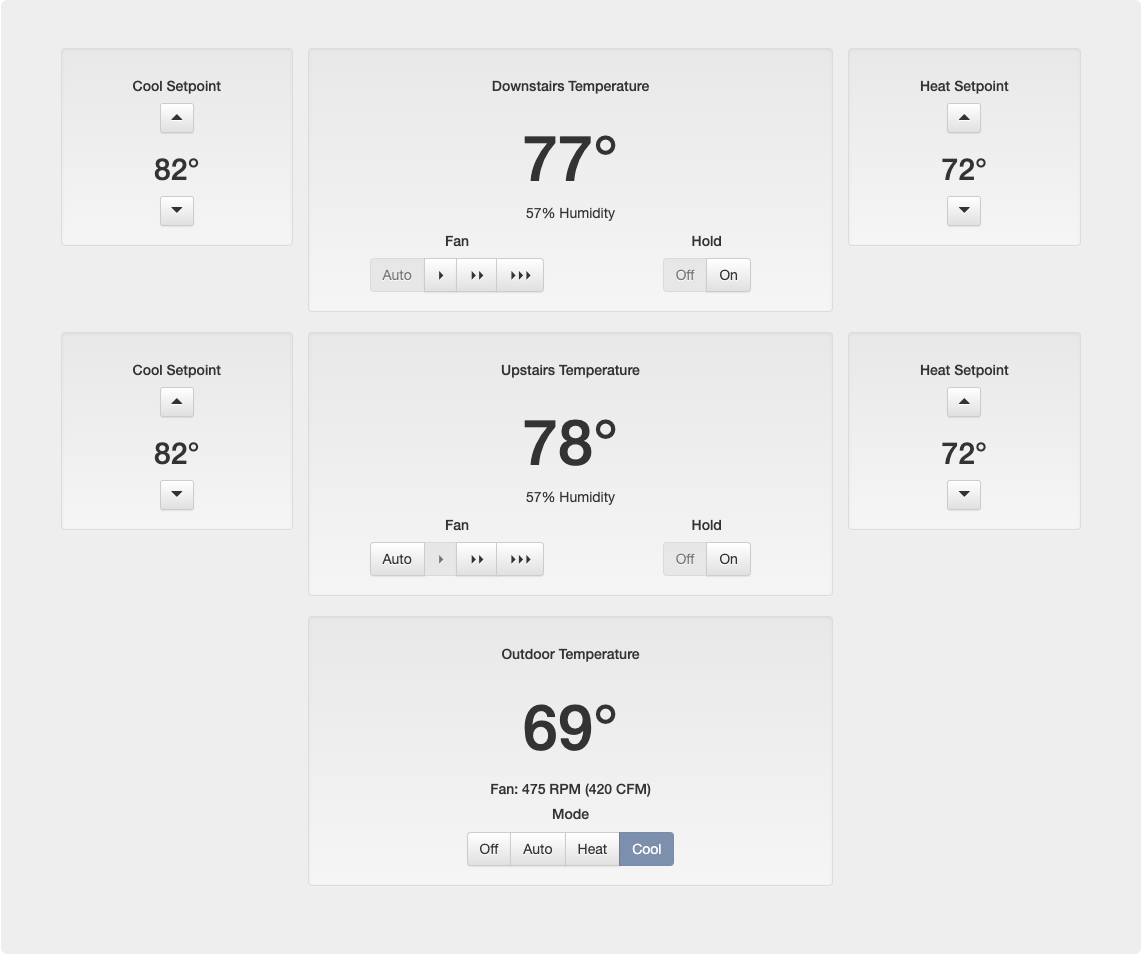 Cool Setpoint
82°
Downstairs Temperature
77°
57% Humidity
Fan Hold
Auto Off On
Heat Setpoint
72°
Cool Setpoint
82°
Upstairs Temperature
78°
57% Humidity
Fan Hold
Auto Off On
Heat Setpoint
72°
Outdoor Temperature
69°
Fan: 475 RPM (420 CFM)
Mode
Off Auto Heat Cool